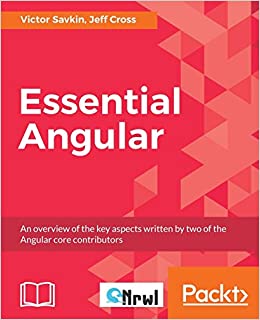 Victor Savkin, Jeff Cross
Essential
Angular
An overview of the key aspects written by two of the
Angular core contributors
Nrwl
Packt>